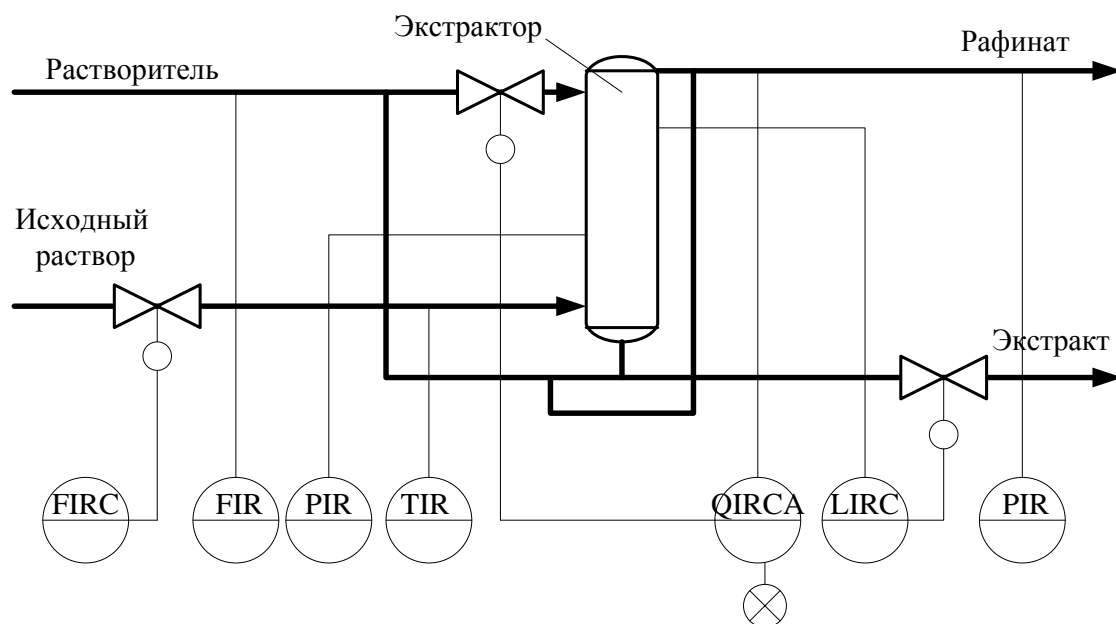 Экстрактор
Рафинат
Растворитель
Исходный
раствор
Экстракт
FIRC
FIR
PIR
TIR
QIRCA
LIRC
PIR